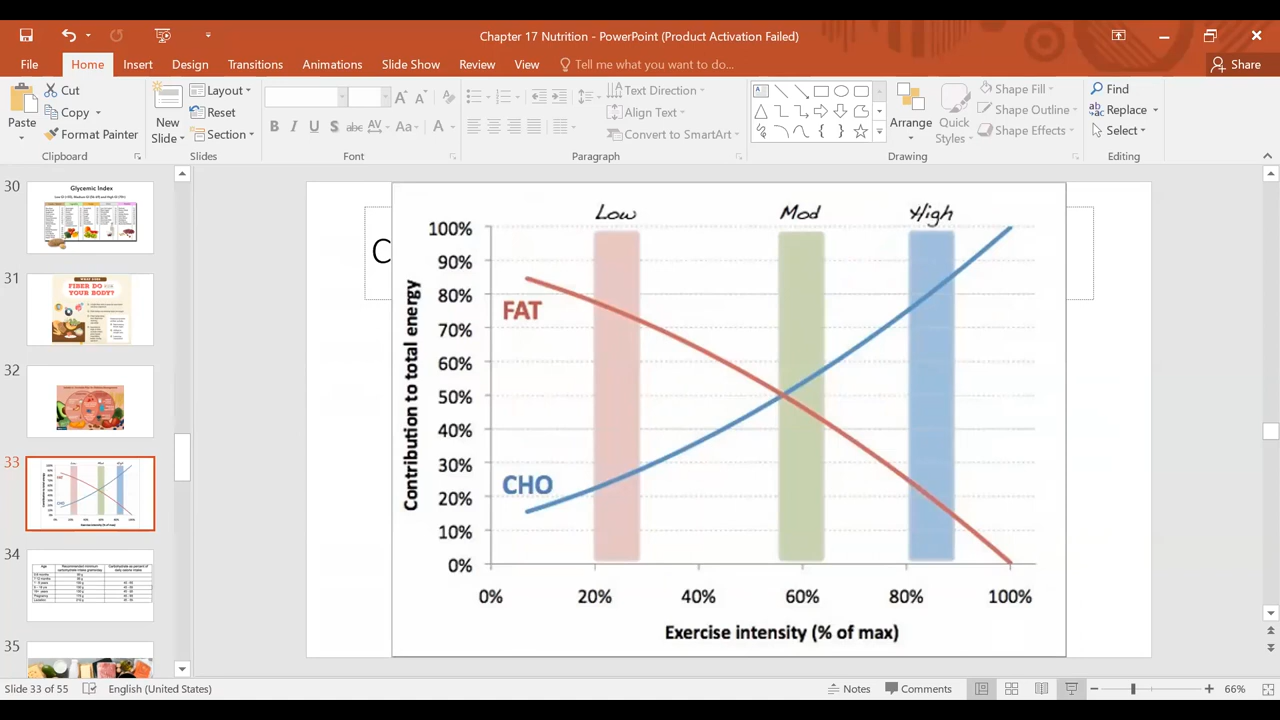 Chapter 17 Nutrition - PowerPoint (Product Activation Failed)
File Home Insert Design Transitions Animations Slide Show Review View Tell me what you want to do... Share
Paste
Cut
Copy
Format Painter
Clipboard
New Slide
Layout
Reset
Section
Slides
B I U S abc AV Aa A
Font
Text Direction
Align Text
Convert to SmartArt
Paragraph
Arrange
Quick Styles
Shape Fill
Shape Outline
Shape Effects
Drawing
Find
Replace
Select
Editing
30
Glycemic Index
31
FIBER DO FOR
YOUR BODY?
32
33
34
35
C
Low Mod High
Contribution to total energy
100%
90%
80%
70%
60%
50%
40%
30%
20%
10%
0%
FAT
CHO
0% 20% 40% 60% 80% 100%
Exercise intensity (% of max)
Slide 33 of 55 English (United States) Notes Comments 66%